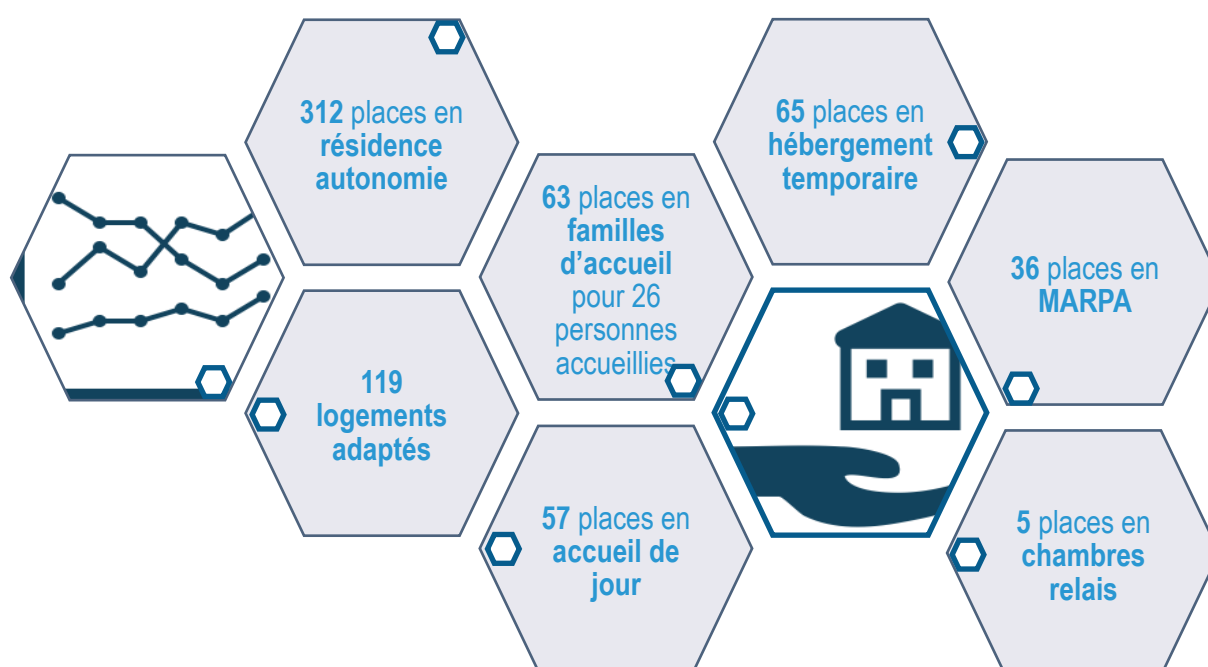 312 places en
résidence
autonomie
65 places en
hébergement
temporaire
63 places en
familles
d'accueil
pour 26
personnes
accueillies
36 places en
MARPA
119
logements
adaptés
57 places en
accueil de
jour
5 places en
chambres
relais